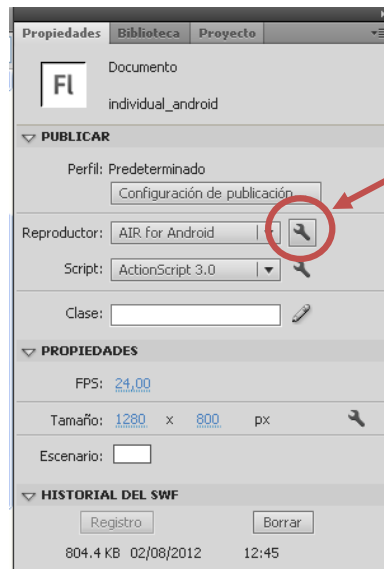 Propiedades Biblioteca Proyecto
Fl
Documento
individual_android
PUBLICAR
Perfil: Predeterminado
Configuración de publicación...
Reproductor: AIR for Android
Script: ActionScript 3.0
Clase:
PROPIEDADES
FPS: 24,00
Tamaño: 1280 x 800 px
Escenario:
HISTORIAL DEL SWF
Registro Borrar
804.4 KB 02/08/2012 12:45